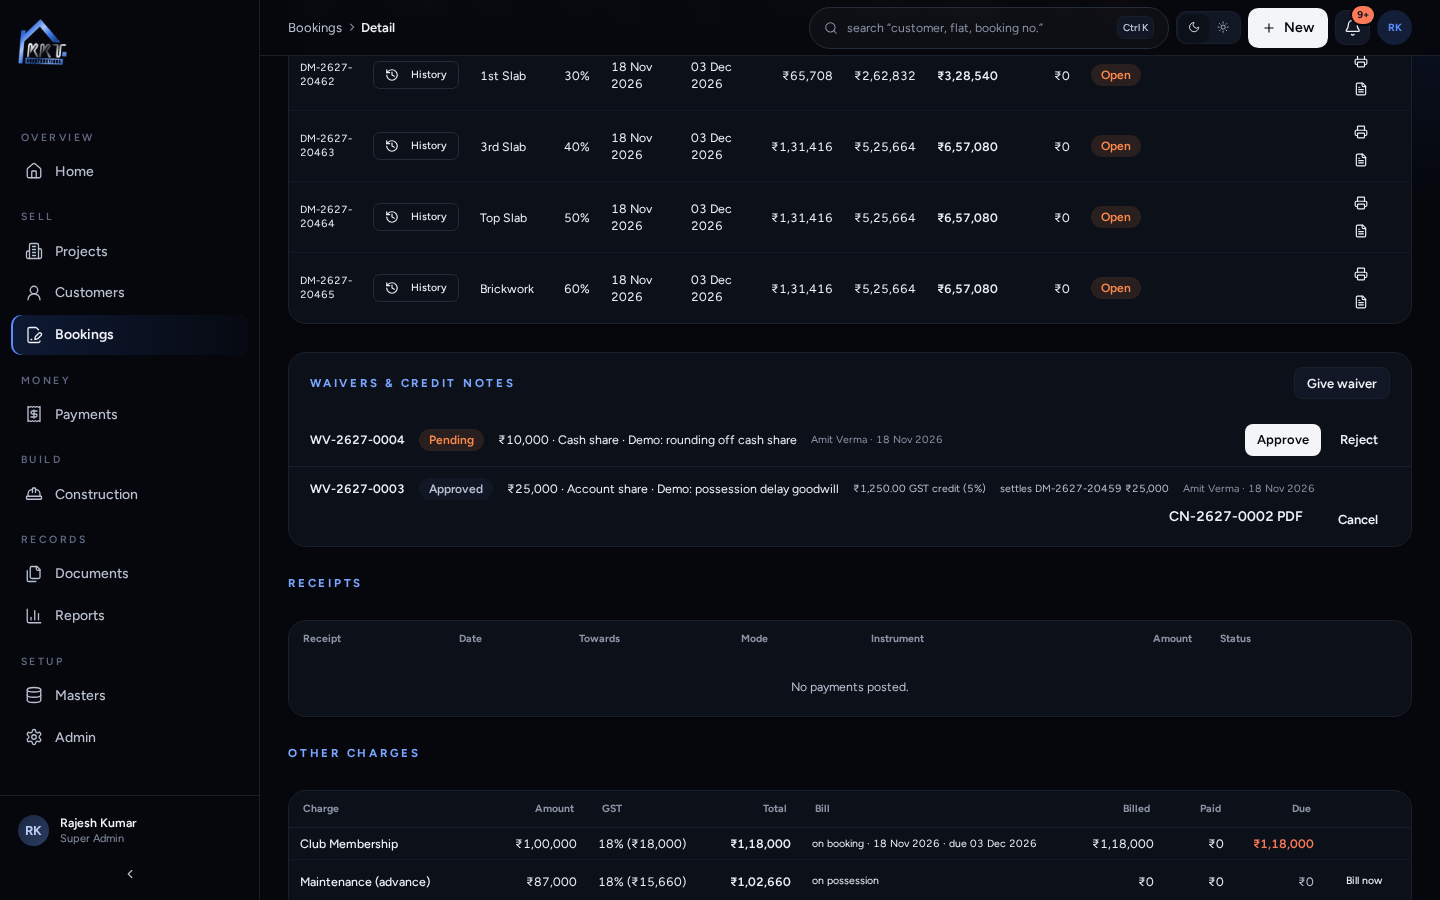 KKT
Bookings > Detail
search “customer, flat, booking no.” Ctrl K
+ New
9+
RK
OVERVIEW
Home
SELL
Projects
Customers
Bookings
MONEY
Payments
BUILD
Construction
RECORDS
Documents
Reports
SETUP
Masters
Admin
RK Rajesh Kumar
Super Admin
DM-2627-20462 History 1st Slab 30% 18 Nov 2026 03 Dec 2026 ₹65,708 ₹2,62,832 ₹3,28,540 ₹0 Open
DM-2627-20463 History 3rd Slab 40% 18 Nov 2026 03 Dec 2026 ₹1,31,416 ₹5,25,664 ₹6,57,080 ₹0 Open
DM-2627-20464 History Top Slab 50% 18 Nov 2026 03 Dec 2026 ₹1,31,416 ₹5,25,664 ₹6,57,080 ₹0 Open
DM-2627-20465 History Brickwork 60% 18 Nov 2026 03 Dec 2026 ₹1,31,416 ₹5,25,664 ₹6,57,080 ₹0 Open
WAIVERS & CREDIT NOTES Give waiver
WV-2627-0004 Pending ₹10,000 · Cash share · Demo: rounding off cash share Amit Verma · 18 Nov 2026 Approve Reject
WV-2627-0003 Approved ₹25,000 · Account share · Demo: possession delay goodwill ₹1,250.00 GST credit (5%) settles DM-2627-20459 ₹25,000 Amit Verma · 18 Nov 2026
CN-2627-0002 PDF Cancel
RECEIPTS
Receipt Date Towards Mode Instrument Amount Status
No payments posted.
OTHER CHARGES
Charge Amount GST Total Bill Billed Paid Due
Club Membership ₹1,00,000 18% (₹18,000) ₹1,18,000 on booking · 18 Nov 2026 · due 03 Dec 2026 ₹1,18,000 ₹0 ₹1,18,000
Maintenance (advance) ₹87,000 18% (₹15,660) ₹1,02,660 on possession ₹0 ₹0 ₹0 Bill now